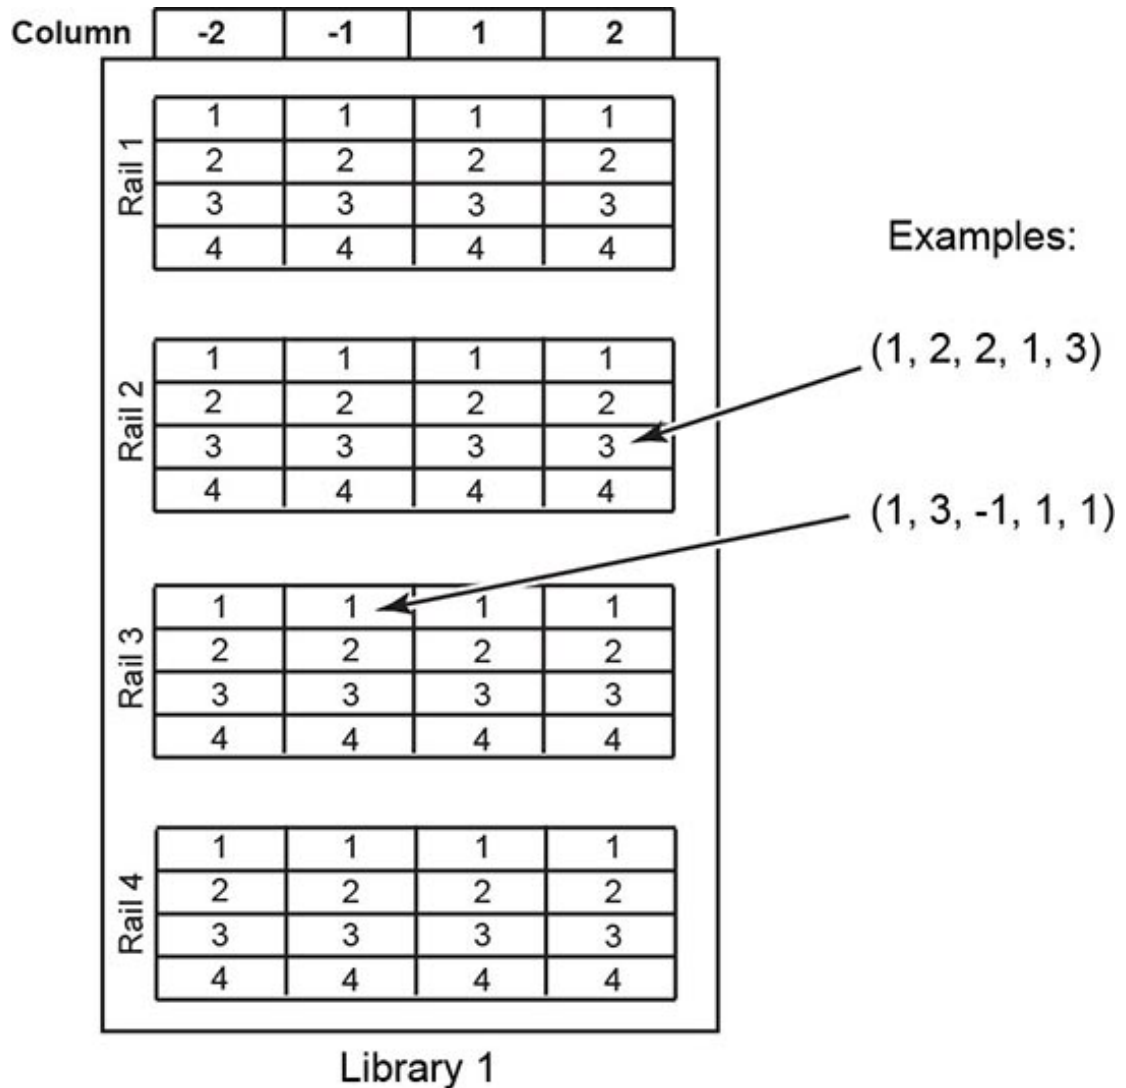 Column -2 -1 1 2
Rail 1
1 1 1 1
2 2 2 2
3 3 3 3
4 4 4 4
Examples:
Rail 2
1 1 1 1
(1, 2, 2, 1, 3)
2 2 2 2
3 3 3 3
4 4 4 4
(1, 3, -1, 1, 1)
Rail 3
1 1 1 1
2 2 2 2
3 3 3 3
4 4 4 4
Rail 4
1 1 1 1
2 2 2 2
3 3 3 3
4 4 4 4
Library 1